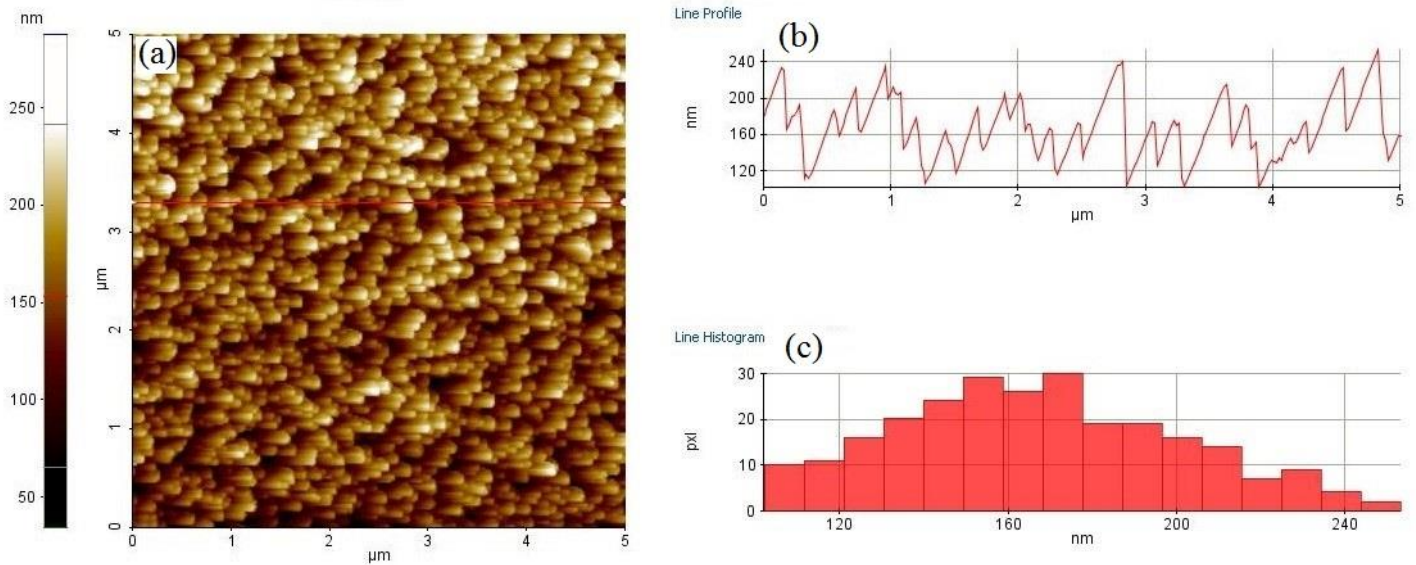 nm
250
200
150
100
50
(a)
5
4
3
2
1
0
µm
0 1 2 3 4 5
µm
Line Profile
(b)
240
200
160
120
nm
0 1 2 3 4 5
µm
Line Histogram
(c)
30
20
10
0
pxl
120 160 200 240
nm